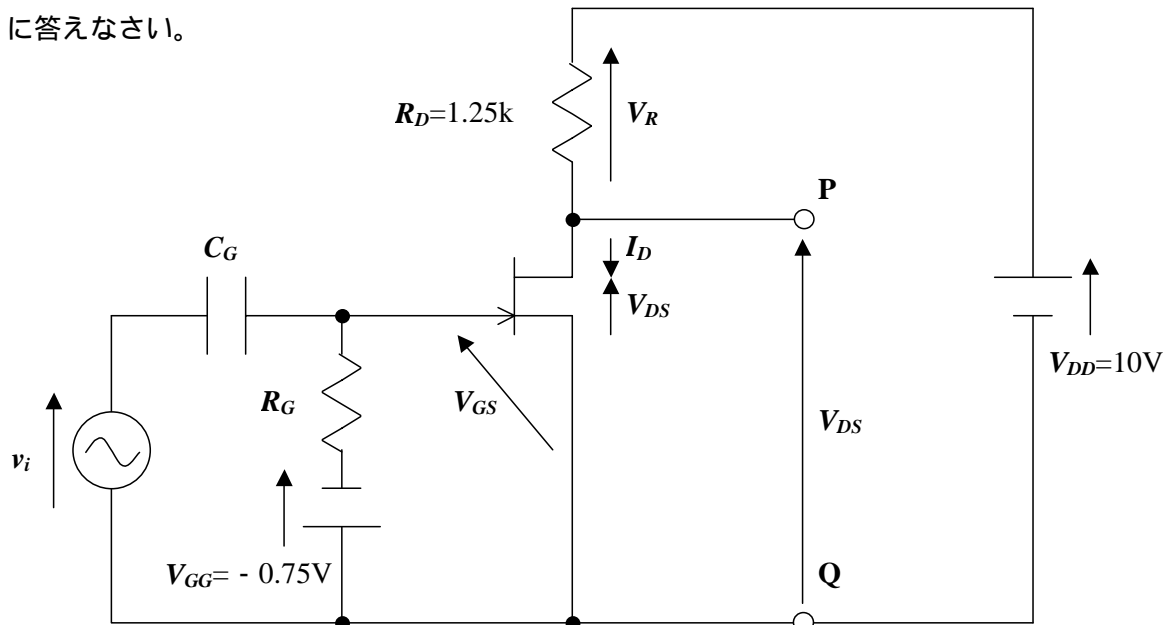 に答えなさい。
R_D=1.25k
V_R
P
C_G
I_D
V_DS
R_G
V_GS
V_DD=10V
V_DS
v_i
V_GG= - 0.75V
Q